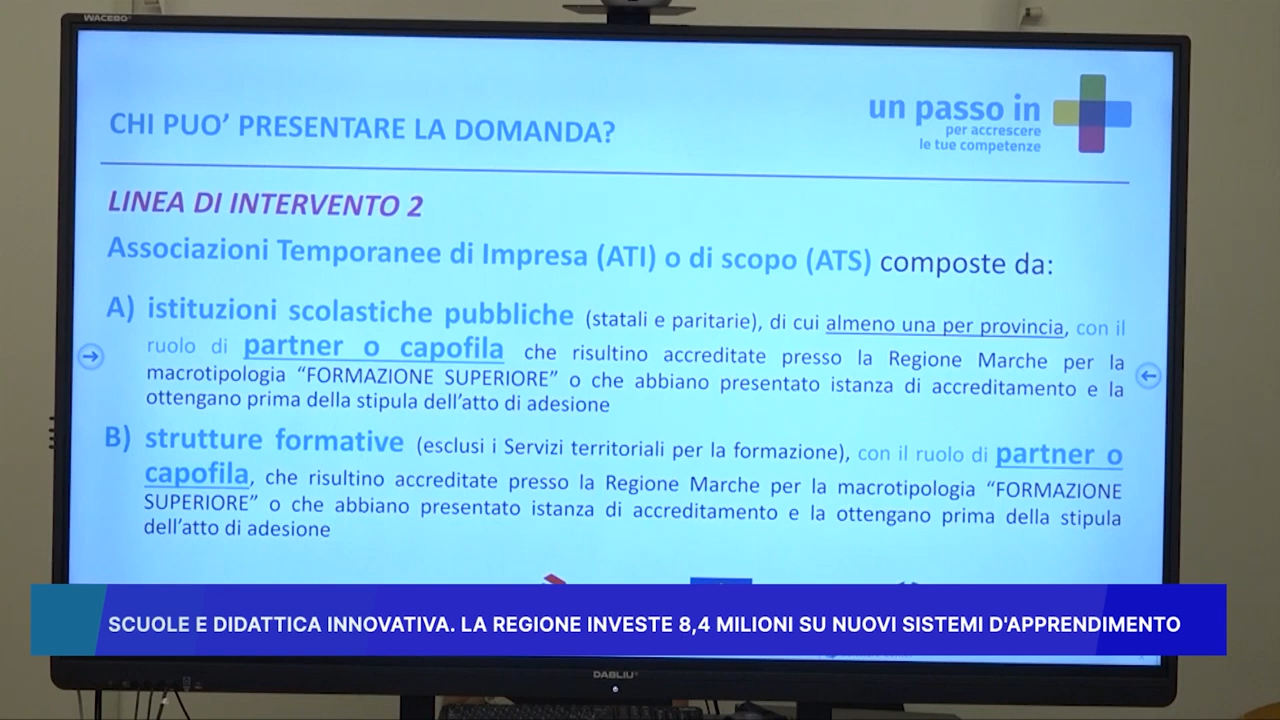 WACEBO
CHI PUO’ PRESENTARE LA DOMANDA?
un passo in
per accrescere
le tue competenze
LINEA DI INTERVENTO 2
Associazioni Temporanee di Impresa (ATI) o di scopo (ATS) composte da:
A) istituzioni scolastiche pubbliche (statali e paritarie), di cui almeno una per provincia, con il
ruolo di partner o capofila che risultino accreditate presso la Regione Marche per la
macrotipologia “FORMAZIONE SUPERIORE” o che abbiano presentato istanza di accreditamento e la
ottengano prima della stipula dell’atto di adesione
B) strutture formative (esclusi i Servizi territoriali per la formazione), con il ruolo di partner o
capofila, che risultino accreditate presso la Regione Marche per la macrotipologia “FORMAZIONE
SUPERIORE” o che abbiano presentato istanza di accreditamento e la ottengano prima della stipula
dell’atto di adesione
SCUOLE E DIDATTICA INNOVATIVA. LA REGIONE INVESTE 8,4 MILIONI SU NUOVI SISTEMI D'APPRENDIMENTO
DABLIU